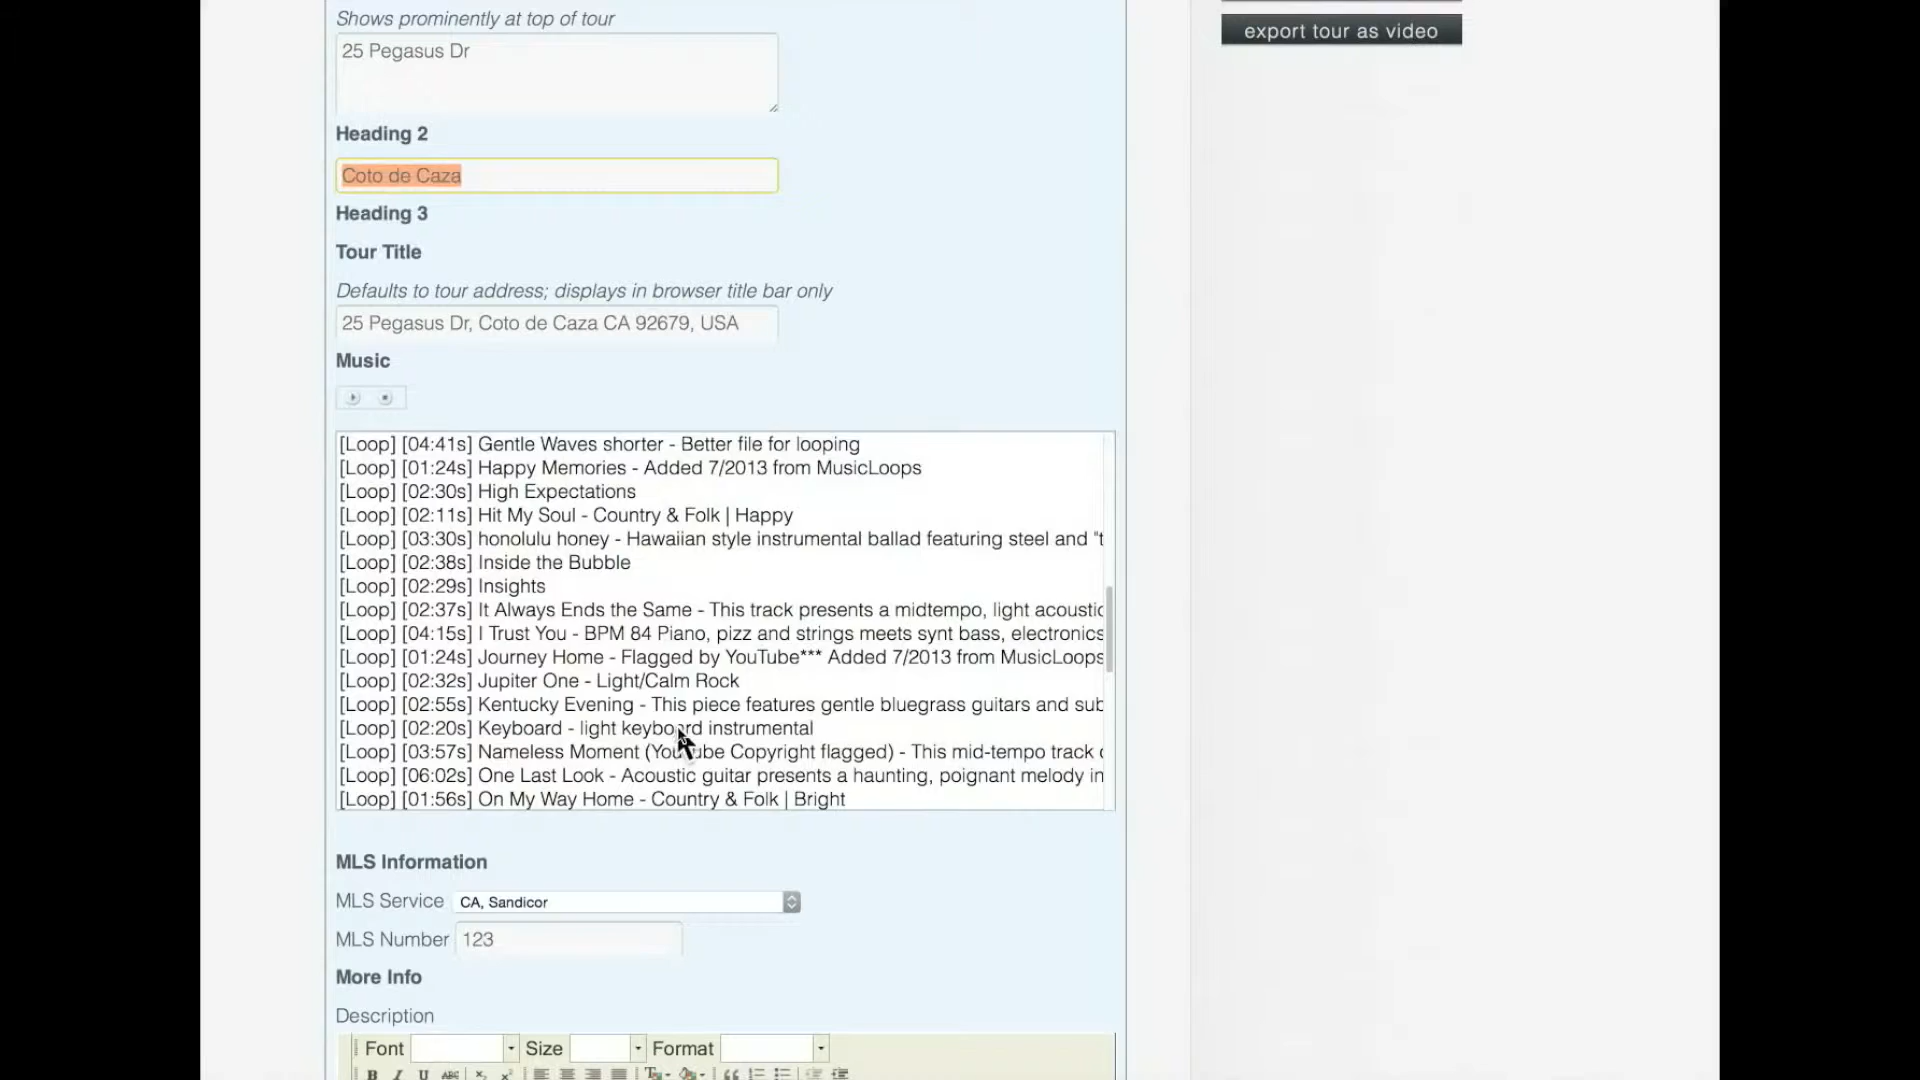 Shows prominently at top of tour
export tour as video
25 Pegasus Dr
Heading 2
Coto de Caza
Heading 3
Tour Title
Defaults to tour address; displays in browser title bar only
25 Pegasus Dr, Coto de Caza CA 92679, USA
Music
[Loop] [04:41s] Gentle Waves shorter - Better file for looping
[Loop] [01:24s] Happy Memories - Added 7/2013 from MusicLoops
[Loop] [02:30s] High Expectations
[Loop] [02:11s] Hit My Soul - Country & Folk | Happy
[Loop] [03:30s] honolulu honey - Hawaiian style instrumental ballad featuring steel and "t
[Loop] [02:38s] Inside the Bubble
[Loop] [02:29s] Insights
[Loop] [02:37s] It Always Ends the Same - This track presents a midtempo, light acoustic
[Loop] [04:15s] I Trust You - BPM 84 Piano, pizz and strings meets synt bass, electronics
[Loop] [01:24s] Journey Home - Flagged by YouTube*** Added 7/2013 from MusicLoops
[Loop] [02:32s] Jupiter One - Light/Calm Rock
[Loop] [02:55s] Kentucky Evening - This piece features gentle bluegrass guitars and sub
[Loop] [02:20s] Keyboard - light keyboard instrumental
[Loop] [03:57s] Nameless Moment (YouTube Copyright flagged) - This mid-tempo track
[Loop] [06:02s] One Last Look - Acoustic guitar presents a haunting, poignant melody in
[Loop] [01:56s] On My Way Home - Country & Folk | Bright
MLS Information
MLS Service CA, Sandicor
MLS Number 123
More Info
Description
Font Size Format
B I U ABC